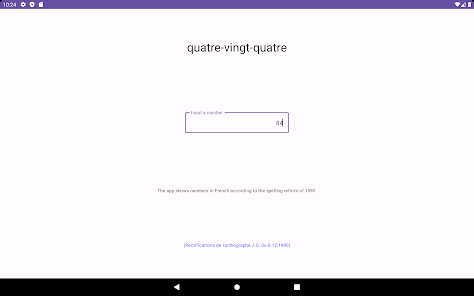 10:24
quatre-vingt-quatre
Input a number
84
The app shows numbers in French according to the spelling reform of 1990
(Rectifications de l'orthographe J.O. du 6-12-1990)